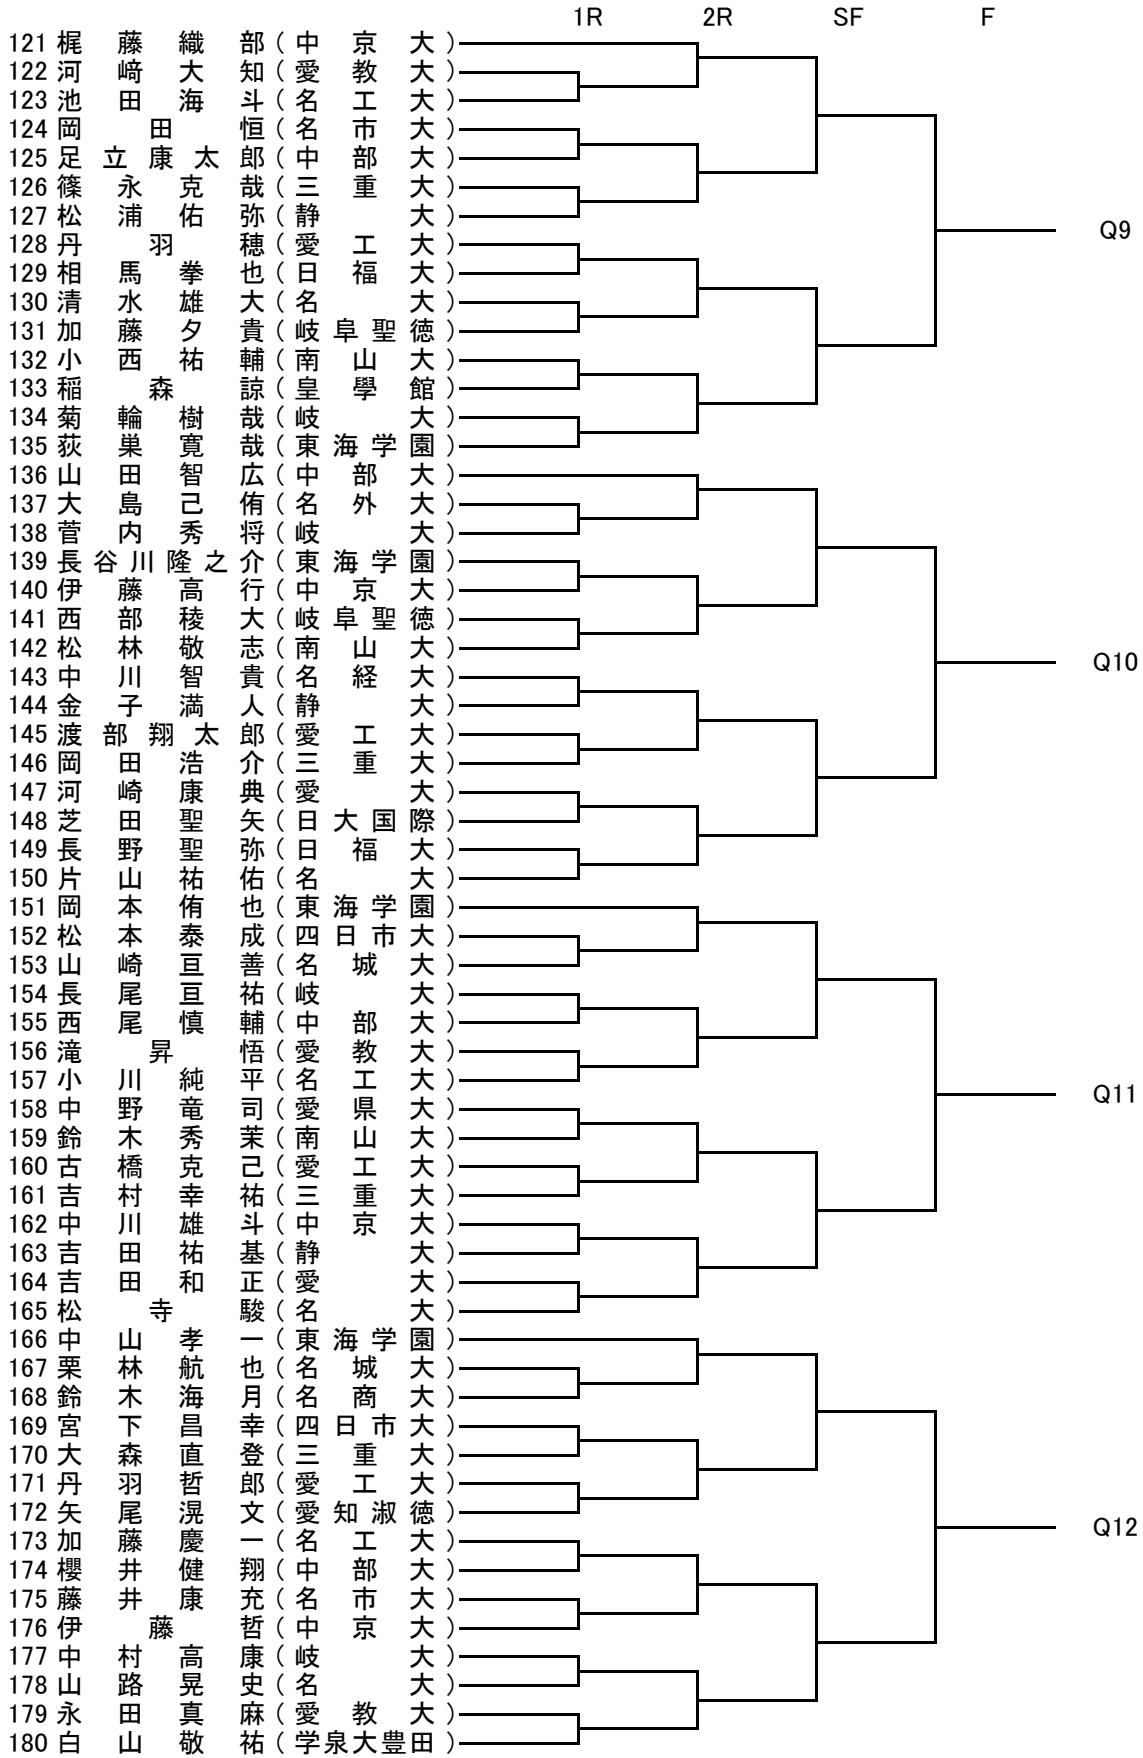 1R 2R SF F
121 梶藤織部(中京大)
122 河﨑大知(愛教大)
123 池田海斗(名工大)
124 岡田恒(名市大)
125 足立康太郎(中部大)
126 篠永克哉(三重大)
127 松浦佑弥(静大)
128 丹羽穂(愛工大)
Q9
129 相馬拳也(日福大)
130 清水雄大(名大)
131 加藤夕貴(岐阜聖徳)
132 小西祐輔(南山大)
133 稲森諒(皇學館)
134 菊輪樹哉(岐大)
135 荻巣寛哉(東海学園)
136 山田智広(中部大)
137 大島己侑(名外大)
138 菅内秀将(岐大)
139 長谷川隆之介(東海学園)
140 伊藤高行(中京大)
141 西部稜大(岐阜聖徳)
142 松林敬志(南山大)
143 中川智貴(名経大)
Q10
144 金子満人(静大)
145 渡部翔太郎(愛工大)
146 岡田浩介(三重大)
147 河崎康典(愛大)
148 芝田聖矢(日大国際)
149 長野聖弥(日福大)
150 片山祐佑(名大)
151 岡本侑也(東海学園)
152 松本泰成(四日市大)
153 山崎亘善(名城大)
154 長尾亘祐(岐大)
155 西尾慎輔(中部大)
156 滝昇悟(愛教大)
157 小川純平(名工大)
158 中野竜司(愛県大)
Q11
159 鈴木秀茉(南山大)
160 古橋克己(愛工大)
161 吉村幸祐(三重大)
162 中川雄斗(中京大)
163 吉田祐基(静大)
164 吉田和正(愛大)
165 松寺駿(名大)
166 中山孝一(東海学園)
167 栗林航也(名城大)
168 鈴木海月(名商大)
169 宮下昌幸(四日市大)
170 大森直登(三重大)
171 丹羽哲郎(愛工大)
172 矢尾滉文(愛知淑徳)
173 加藤慶一(名工大)
Q12
174 櫻井健翔(中部大)
175 藤井康充(名市大)
176 伊藤哲(中京大)
177 中村高康(岐大)
178 山路晃史(名大)
179 永田真麻(愛教大)
180 白山敬祐(学泉大豊田)